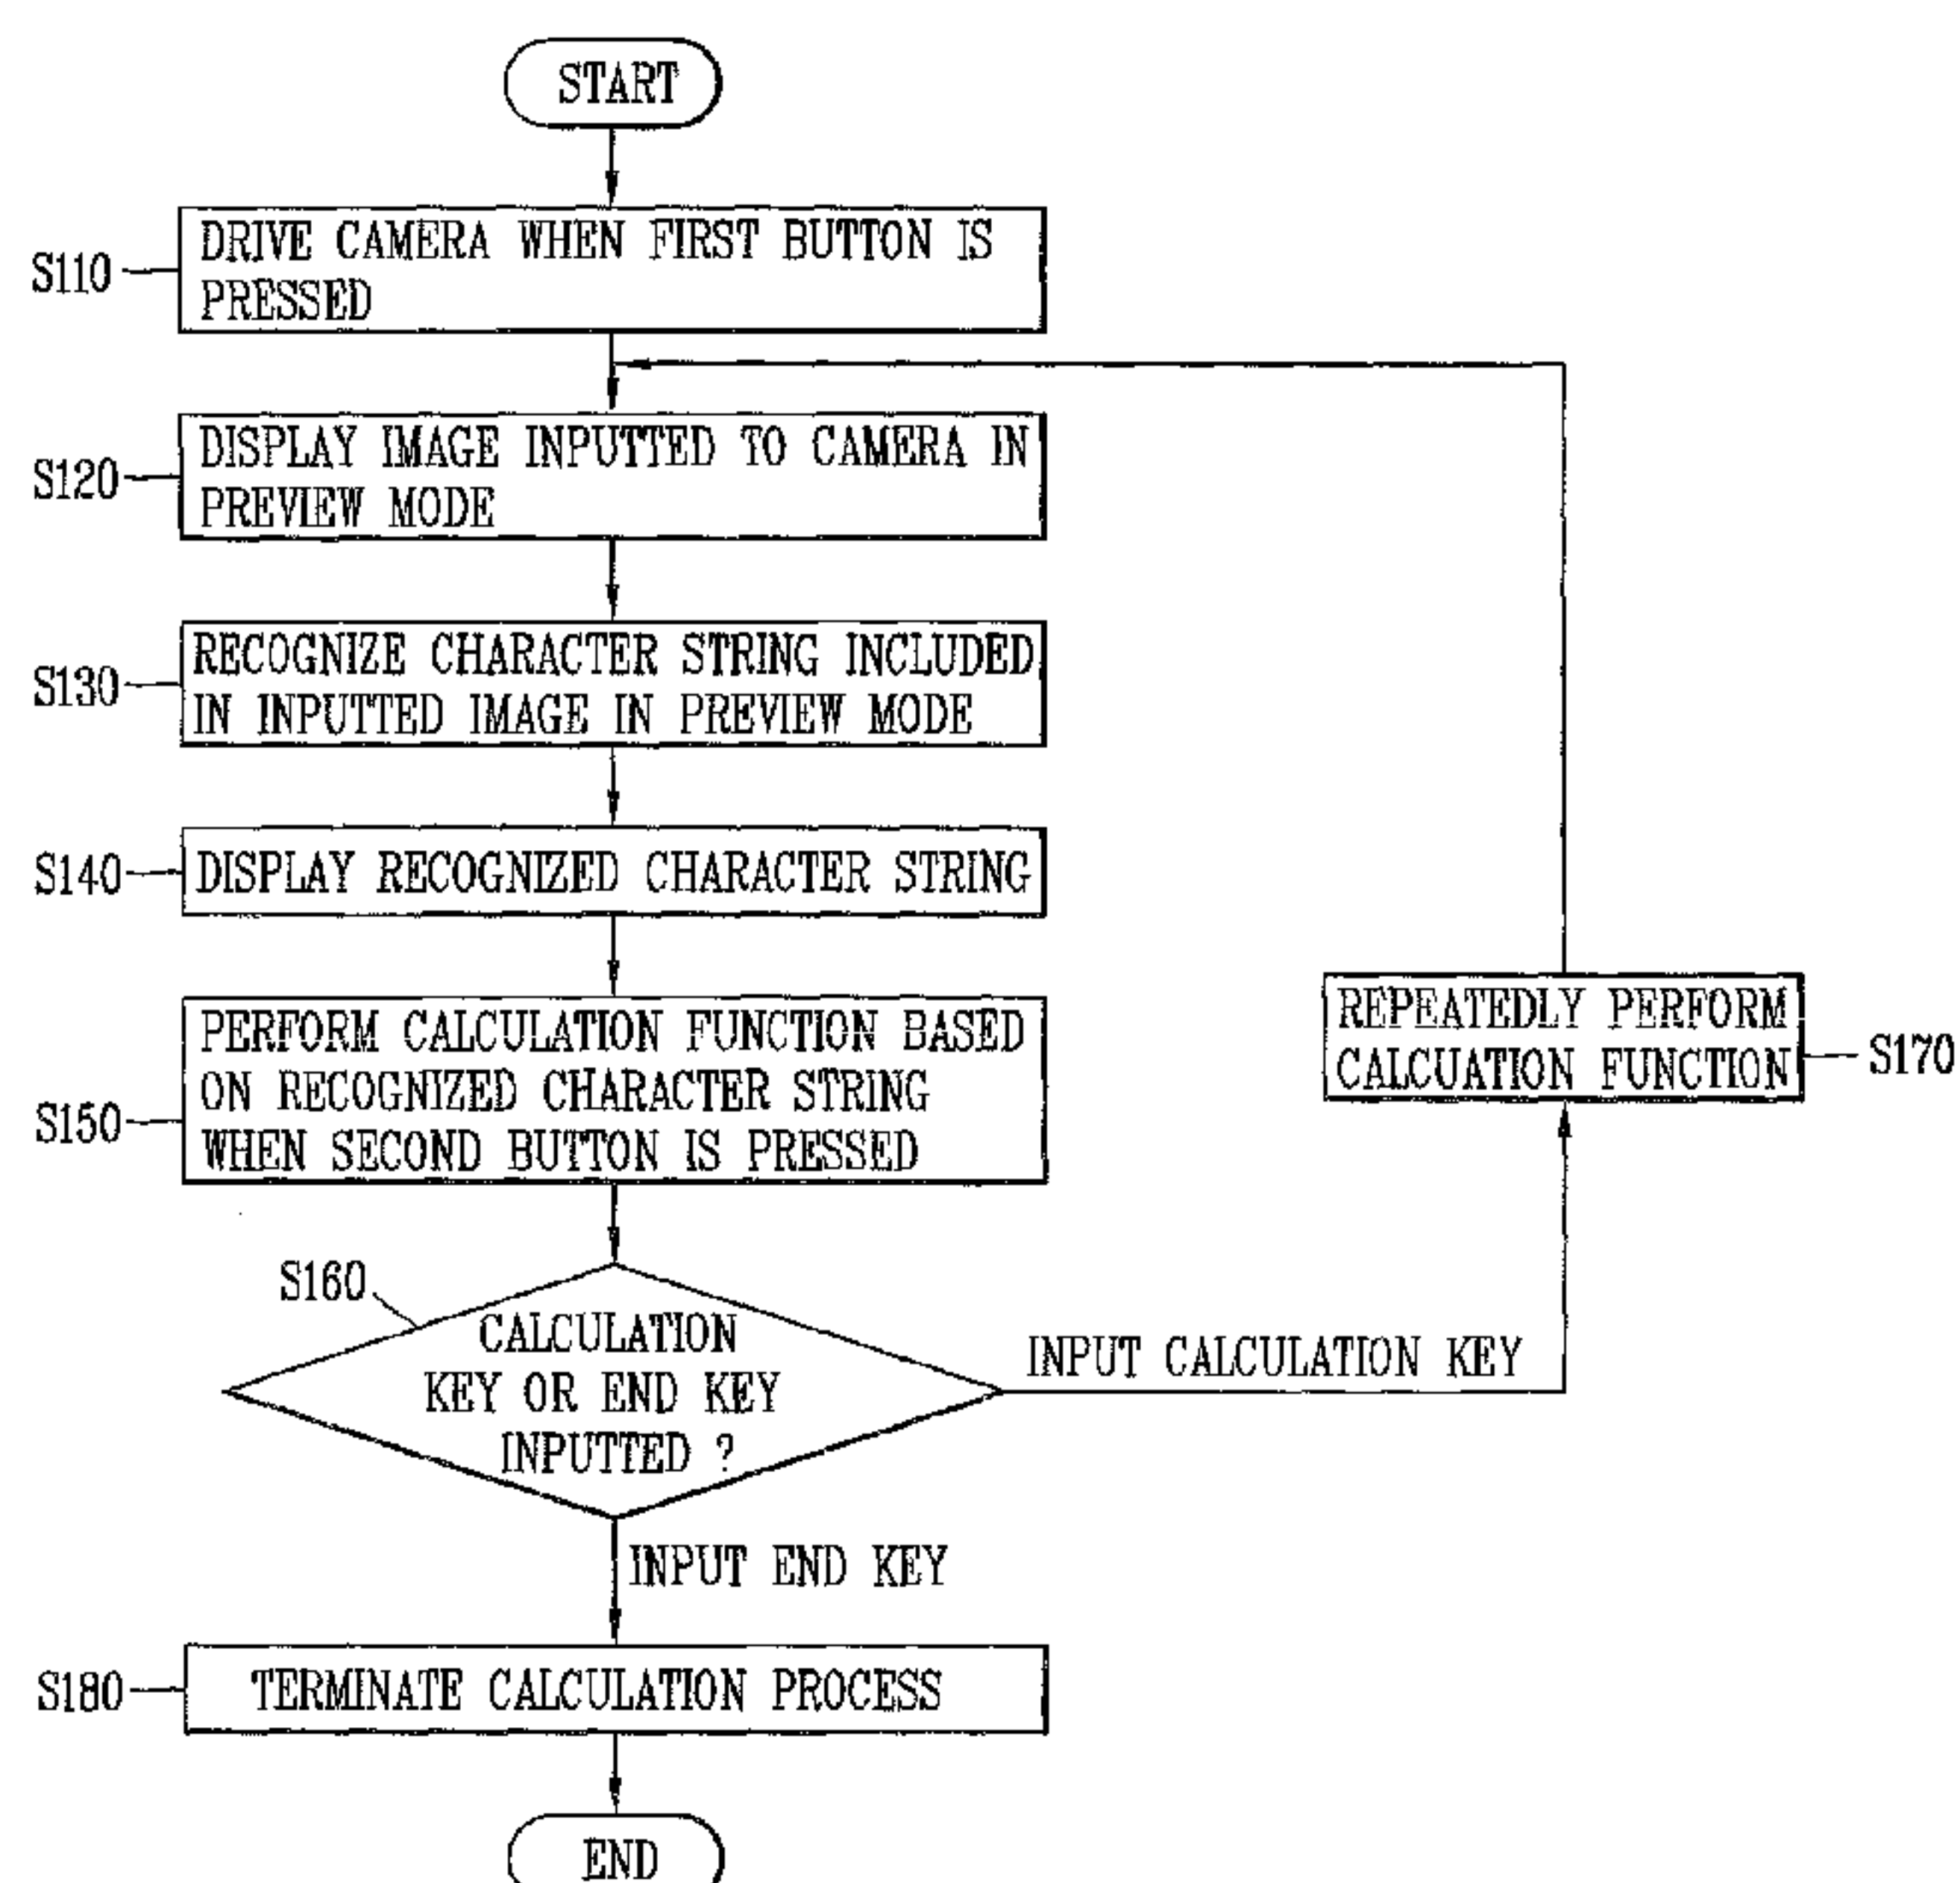 START
S110
DRIVE CAMERA WHEN FIRST BUTTON IS
PRESSED
S120
DISPLAY IMAGE INPUTTED TO CAMERA IN
PREVIEW MODE
S130
RECOGNIZE CHARACTER STRING INCLUDED
IN INPUTTED IMAGE IN PREVIEW MODE
S140
DISPLAY RECOGNIZED CHARACTER STRING
S150
PERFORM CALCULATION FUNCTION BASED
ON RECOGNIZED CHARACTER STRING
WHEN SECOND BUTTON IS PRESSED
REPEATEDLY PERFORM
CALCUATION FUNCTION
S170
S160
CALCULATION
KEY OR END KEY
INPUTTED ?
INPUT CALCULATION KEY
INPUT END KEY
S180
TERMINATE CALCULATION PROCESS
END